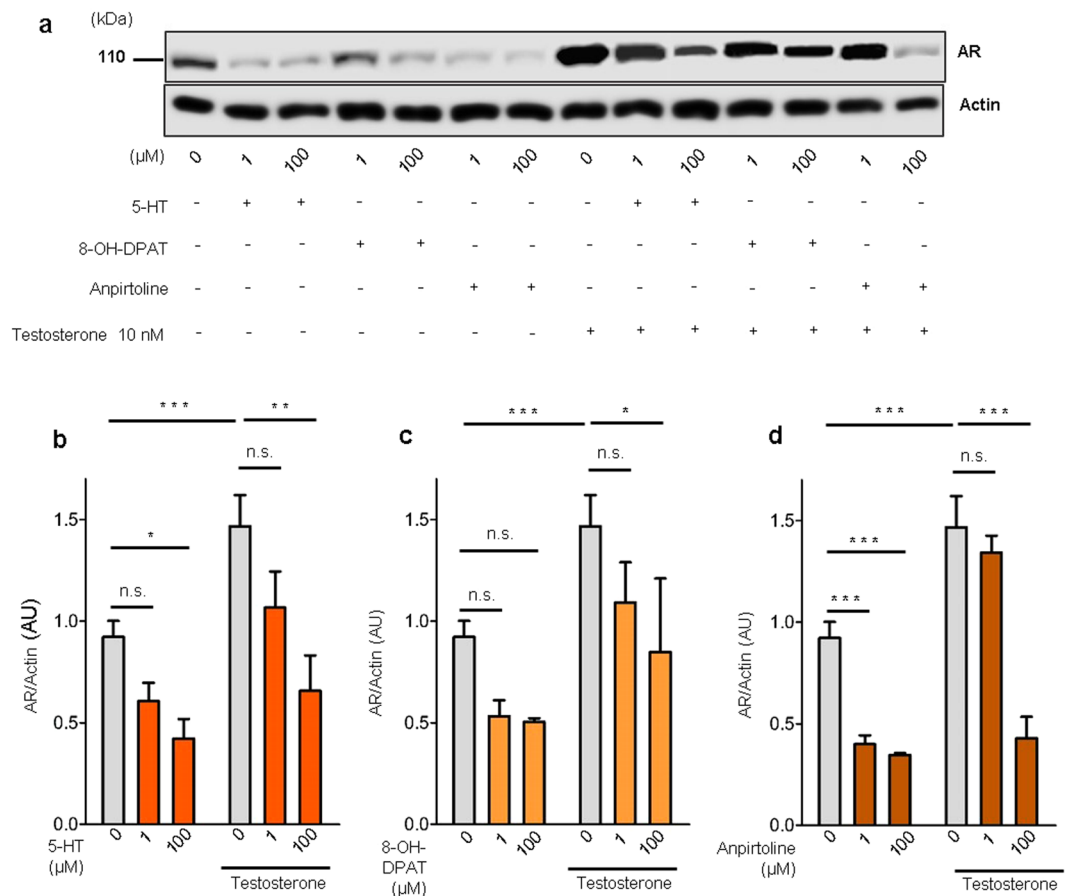 a
(kDa)
110
AR
Actin
(µM) 0 1 100 1 100 1 100 0 1 100 1 100 1 100
5-HT - + + - - - - - + + - - - -
8-OH-DPAT - - - + + - - - - - + + - -
Anpirtoline - - - - - + + - - - - - + +
Testosterone 10 nM - - - - - - - + + + + + + +
b
*** **
n.s.
*
n.s.
AR/Actin (AU)
1.5
1.0
0.5
0.0
0 1 100 0 1 100
5-HT
(µM)
Testosterone
c
*** *
n.s.
n.s.
n.s.
AR/Actin (AU)
1.5
1.0
0.5
0.0
0 1 100 0 1 100
8-OH-
DPAT
(µM)
Testosterone
d
*** ***
n.s.
***
***
AR/Actin (AU)
1.5
1.0
0.5
0.0
0 1 100 0 1 100
Anpirtoline
(µM)
Testosterone